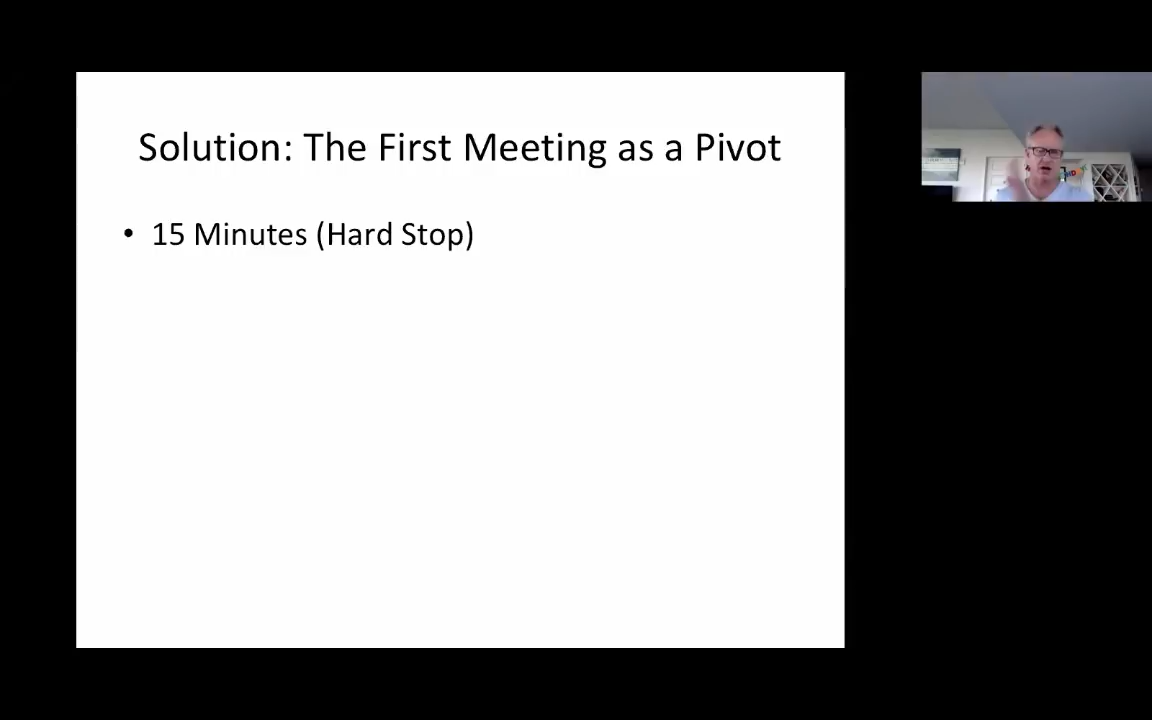 Solution: The First Meeting as a Pivot
• 15 Minutes (Hard Stop)